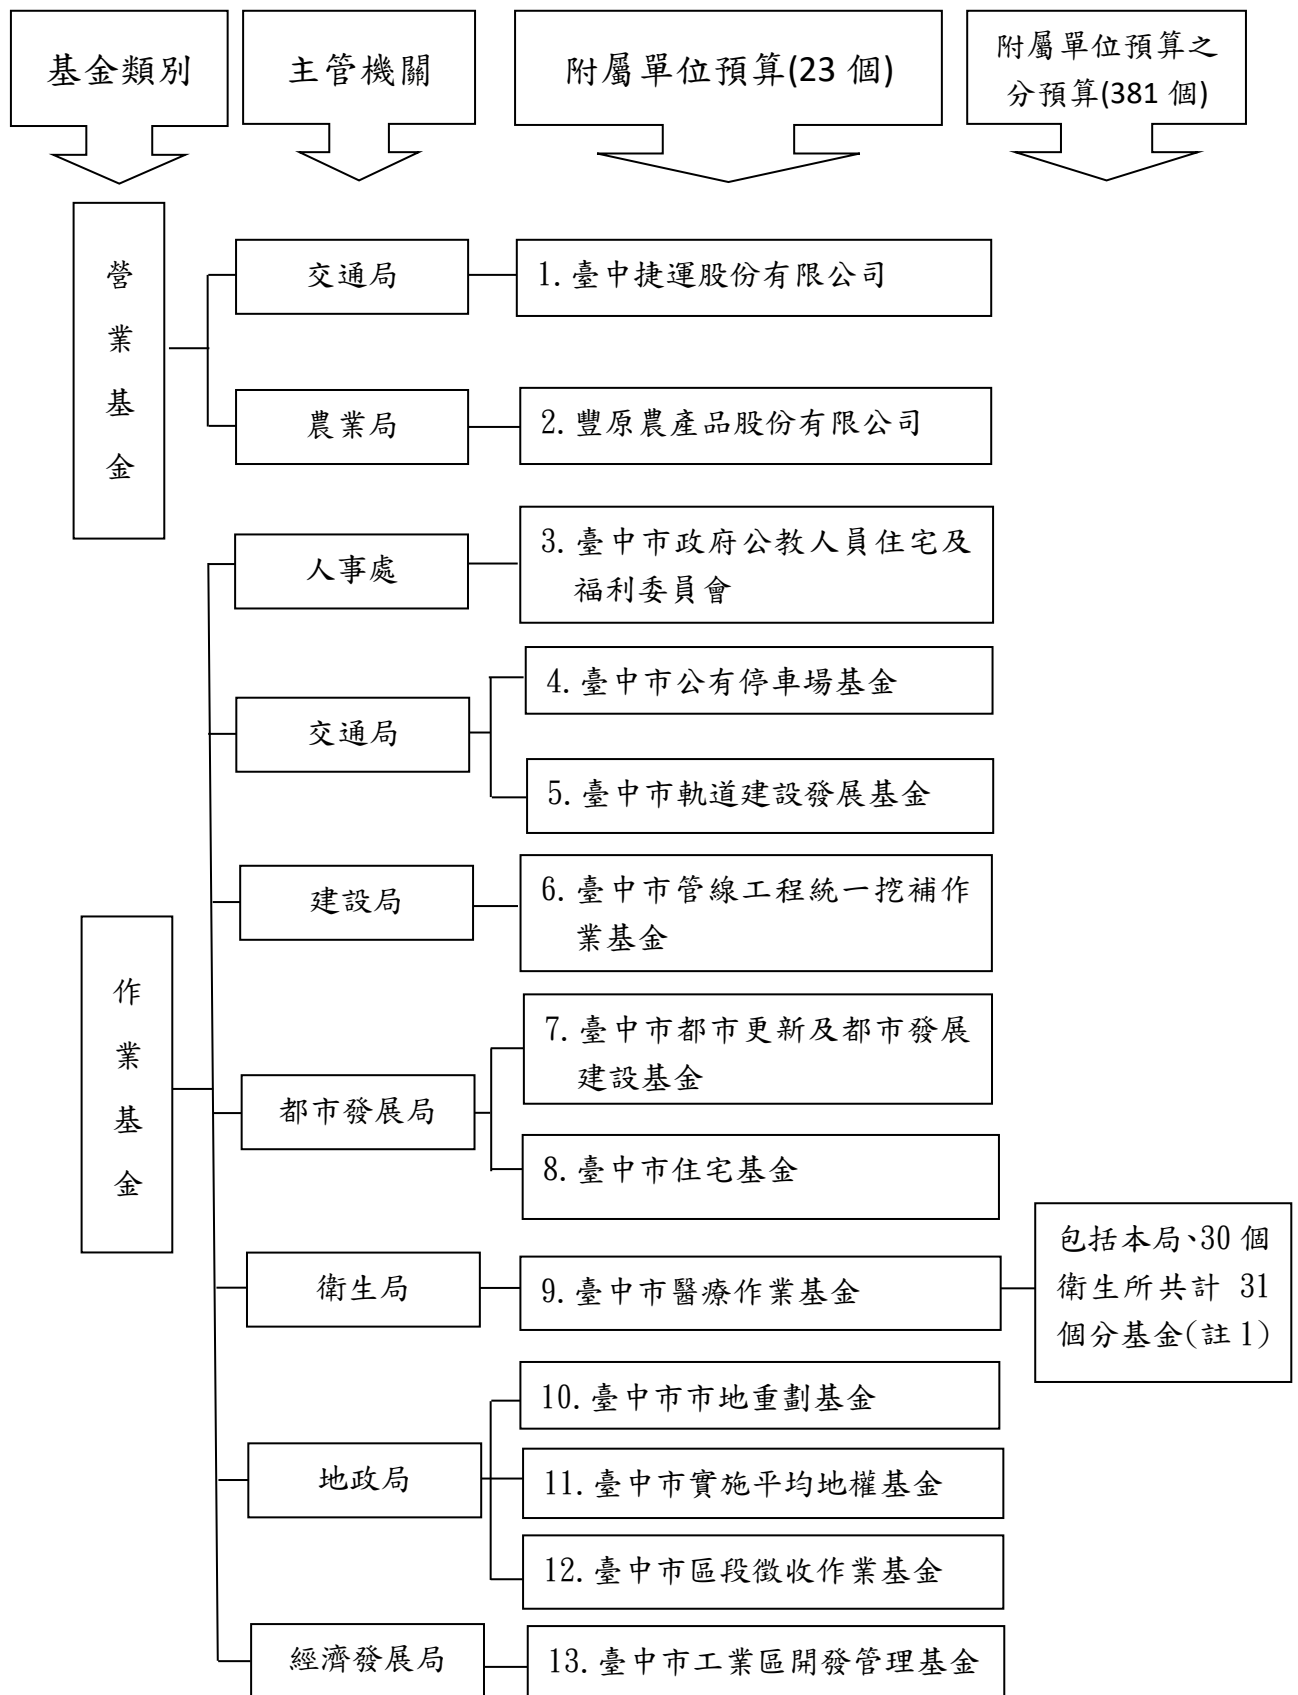 基金類別
主管機關
附屬單位預算(23 個)
附屬單位預算之
分預算(381 個)
營
業
基
金
交通局
1. 臺中捷運股份有限公司
農業局
2. 豐原農產品股份有限公司
作
業
基
金
人事處
3. 臺中市政府公教人員住宅及
福利委員會
交通局
4. 臺中市公有停車場基金
5. 臺中市軌道建設發展基金
建設局
6. 臺中市管線工程統一挖補作
業基金
都市發展局
7. 臺中市都市更新及都市發展
建設基金
8. 臺中市住宅基金
衛生局
9. 臺中市醫療作業基金
包括本局、30 個
衛生所共計 31
個分基金(註 1)
地政局
10. 臺中市市地重劃基金
11. 臺中市實施平均地權基金
12. 臺中市區段徵收作業基金
經濟發展局
13. 臺中市工業區開發管理基金